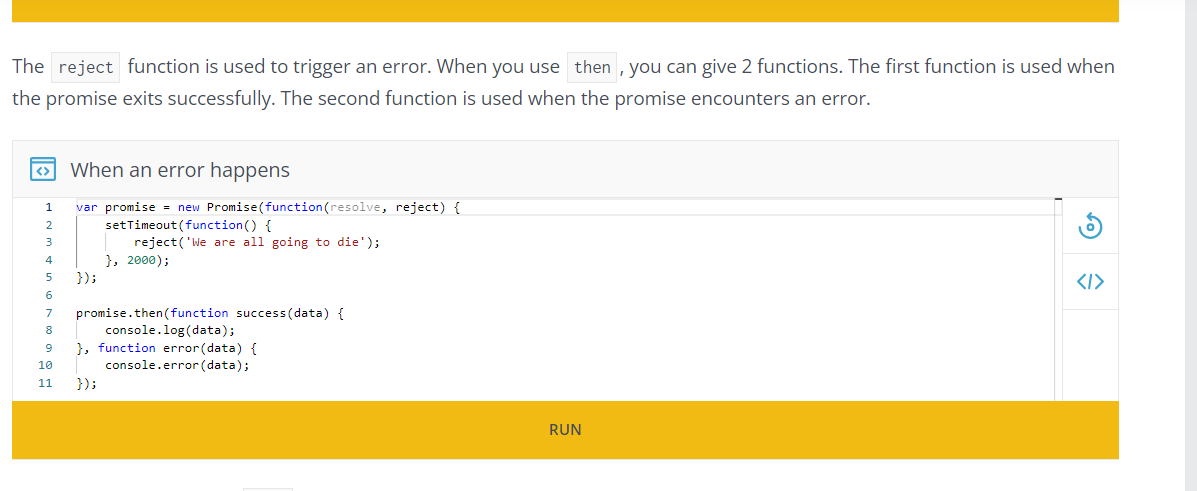 The reject function is used to trigger an error. When you use then , you can give 2 functions. The first function is used when
the promise exits successfully. The second function is used when the promise encounters an error.
When an error happens
1 var promise = new Promise(function(resolve, reject) {
2     setTimeout(function() {
3         reject('We are all going to die');
4     }, 2000);
5 });
6
7 promise.then(function success(data) {
8     console.log(data);
9 }, function error(data) {
10     console.error(data);
11 });
RUN